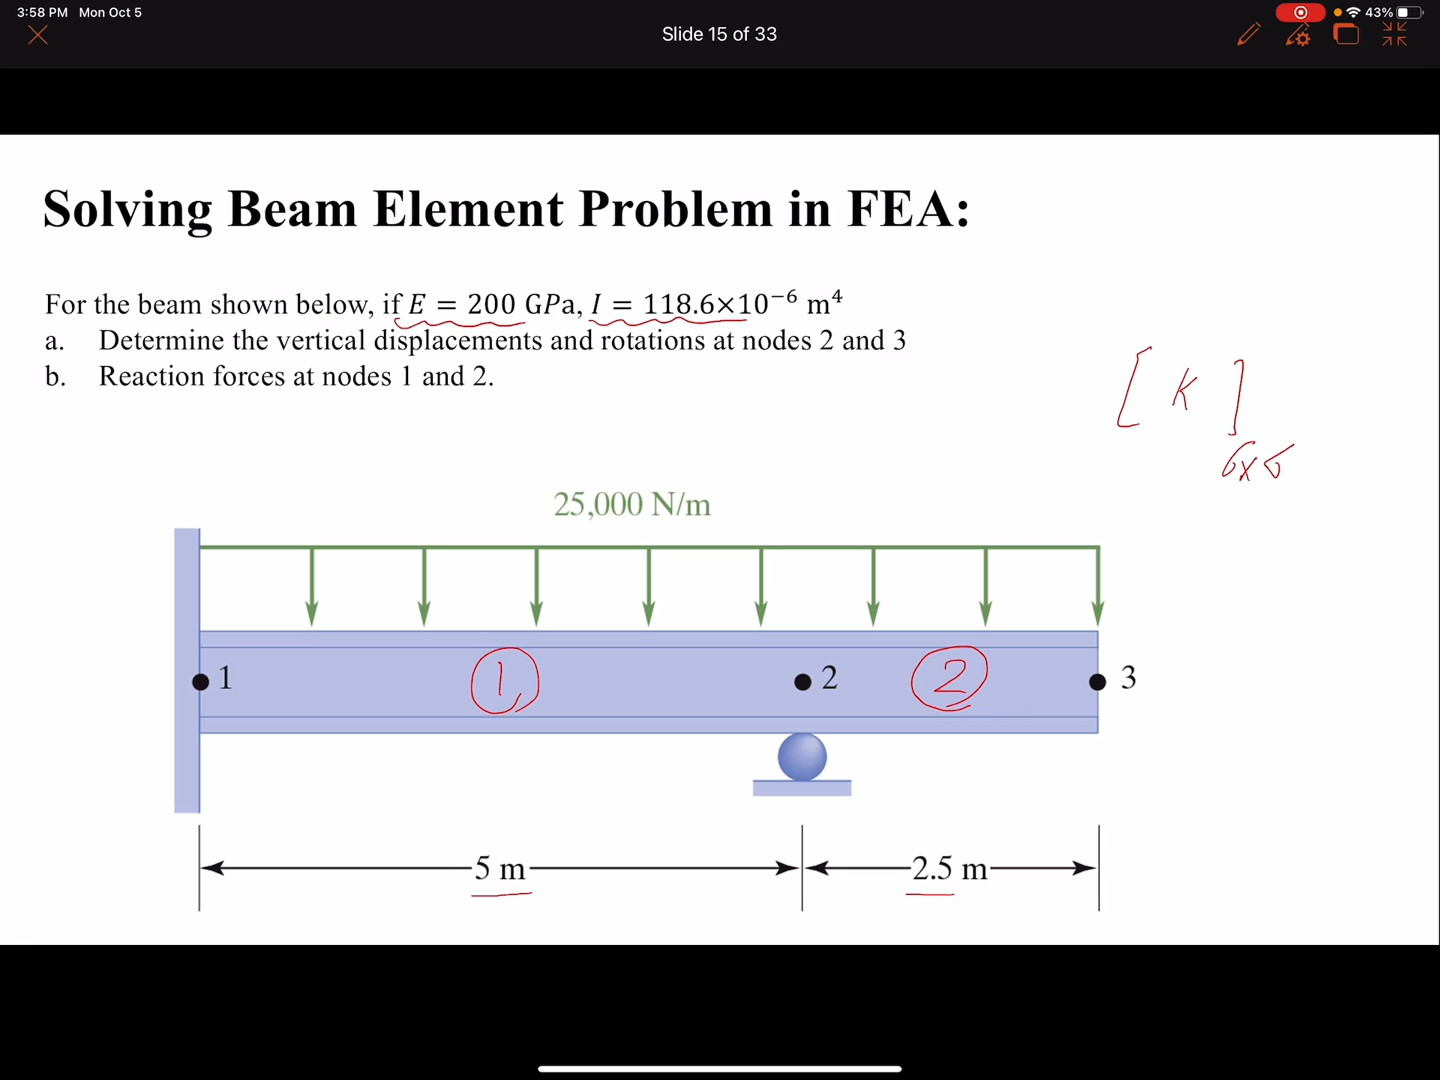 3:58 PM Mon Oct 5
43%
Slide 15 of 33
Solving Beam Element Problem in FEA:
For the beam shown below, if E = 200 GPa, I = 118.6×10⁻⁶ m⁴
a. Determine the vertical displacements and rotations at nodes 2 and 3
b. Reaction forces at nodes 1 and 2.
[K]
6x6
25,000 N/m
1 1 2 2 3
5 m 2.5 m